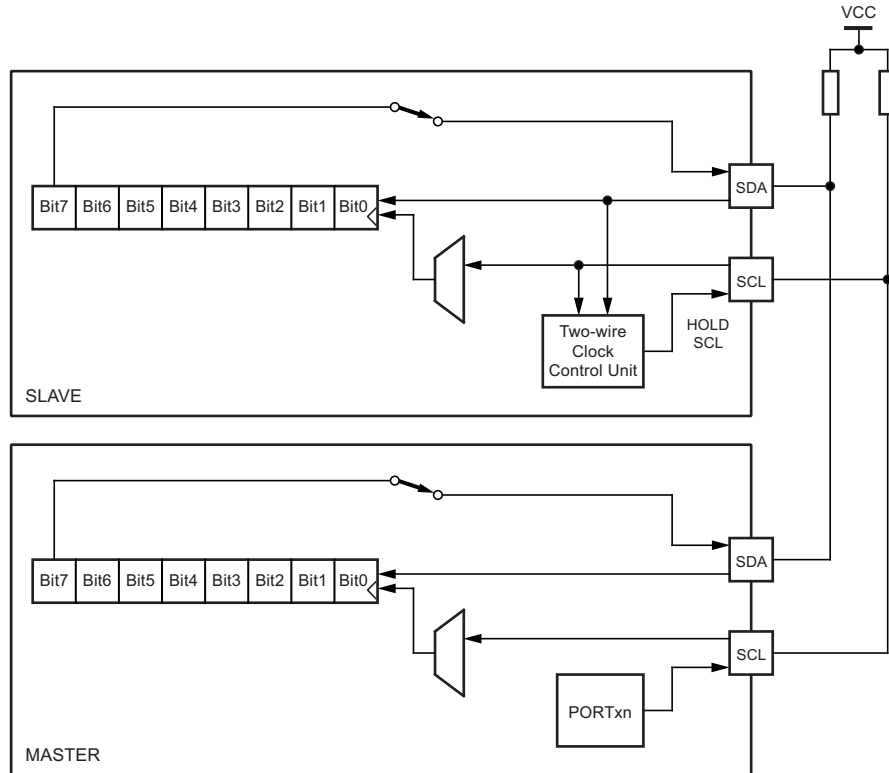 VCC
SDA
Bit7 Bit6 Bit5 Bit4 Bit3 Bit2 Bit1 Bit0
SCL
Two-wire
Clock
Control Unit
HOLD
SCL
SLAVE
SDA
Bit7 Bit6 Bit5 Bit4 Bit3 Bit2 Bit1 Bit0
SCL
PORTxn
MASTER